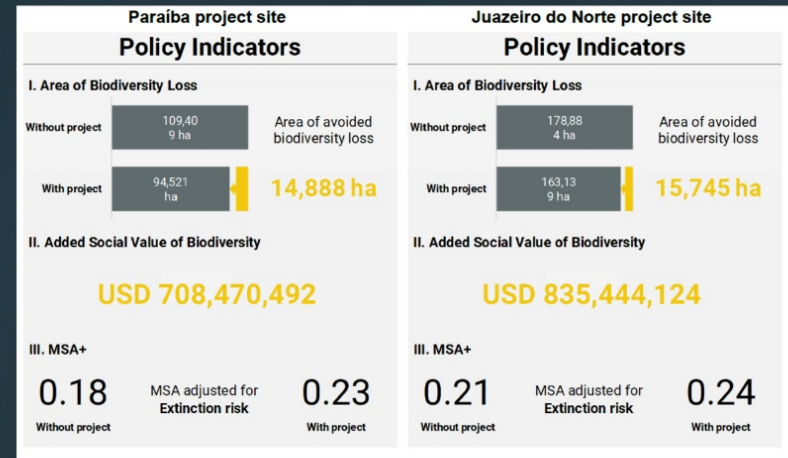 Paraíba project site
Policy Indicators
I. Area of Biodiversity Loss
Without project
109,40
9 ha
Area of avoided
biodiversity loss
With project
94,521
ha
14,888 ha
II. Added Social Value of Biodiversity
USD 708,470,492
III. MSA+
0.18
Without project
MSA adjusted for
Extinction risk
0.23
With project
Juazeiro do Norte project site
Policy Indicators
I. Area of Biodiversity Loss
Without project
178,88
4 ha
Area of avoided
biodiversity loss
With project
163,13
9 ha
15,745 ha
II. Added Social Value of Biodiversity
USD 835,444,124
III. MSA+
0.21
Without project
MSA adjusted for
Extinction risk
0.24
With project